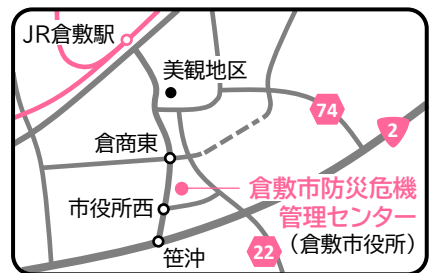 JR倉敷駅
美観地区
74
2
倉商東
倉敷市防災危機
管理センター
(倉敷市役所)
市役所西
22
笹沖